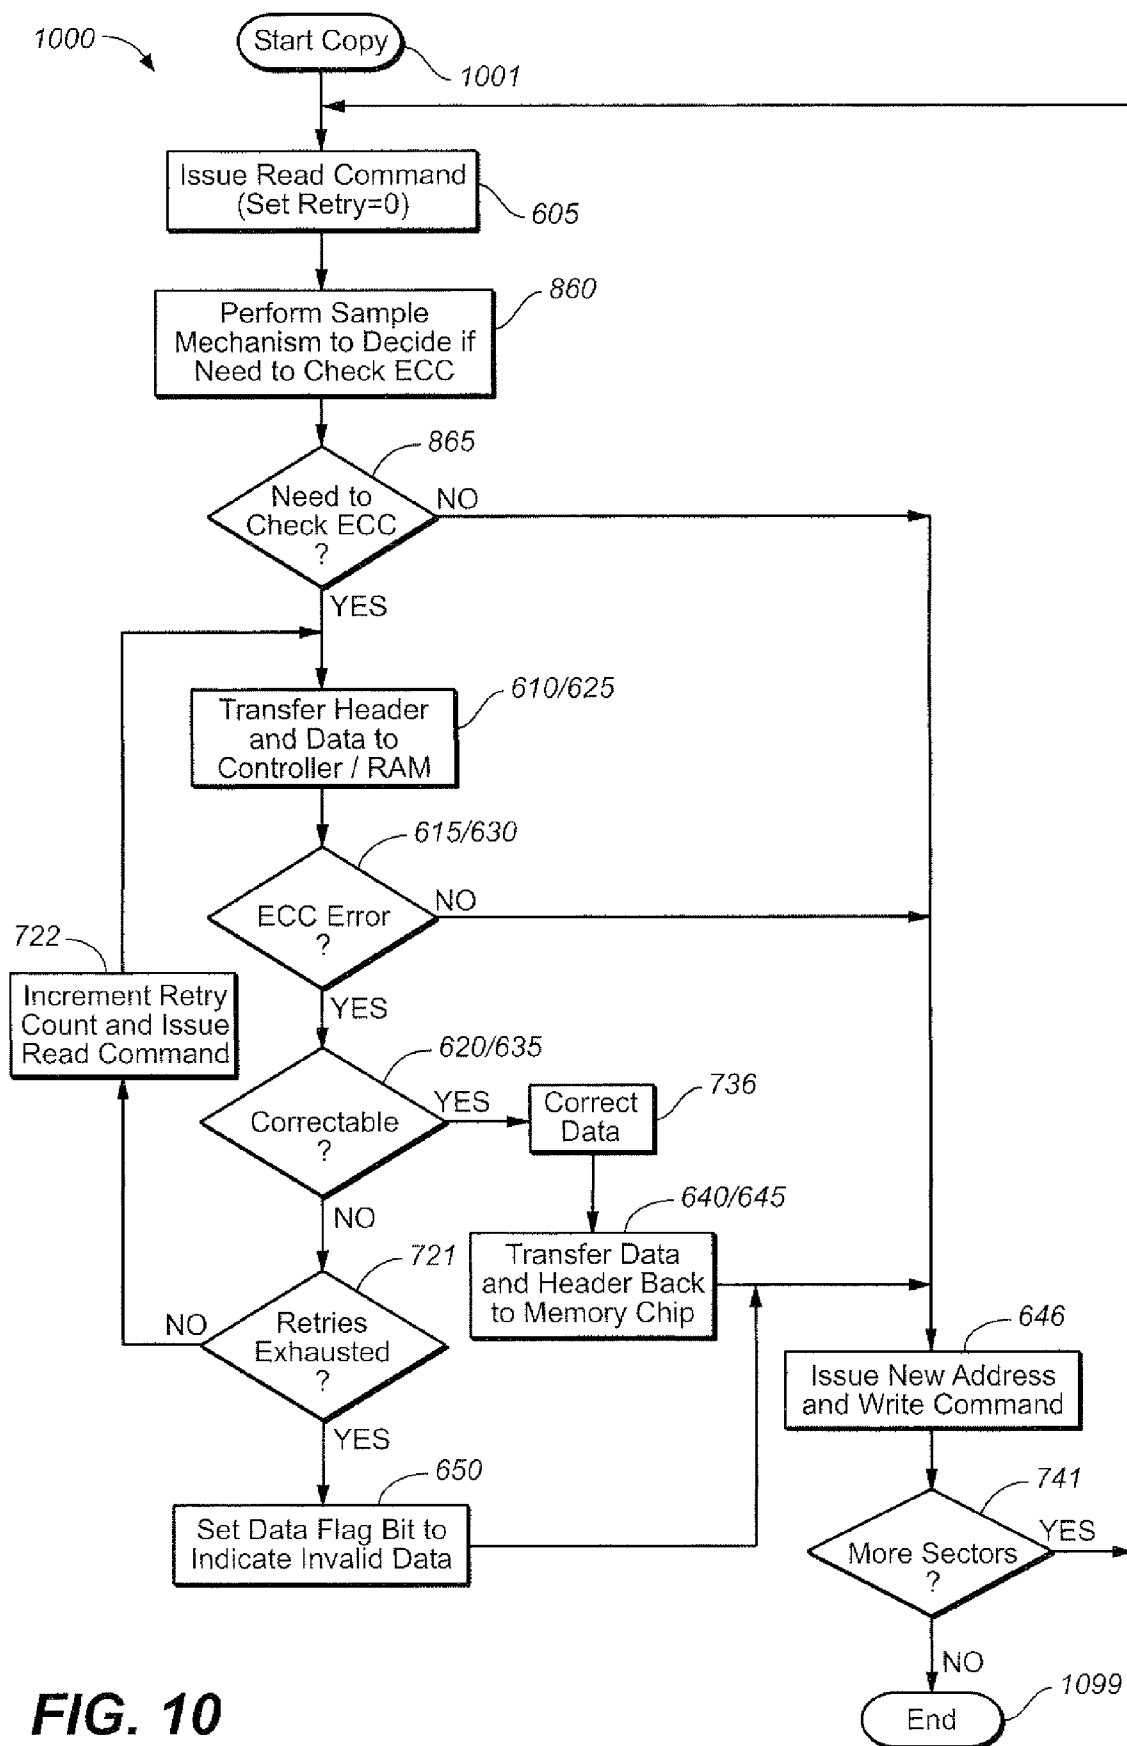 1000
Start Copy
1001
Issue Read Command
(Set Retry=0)
605
860
Perform Sample
Mechanism to Decide if
Need to Check ECC
865
Need to
Check ECC
?
NO
YES
610/625
Transfer Header
and Data to
Controller / RAM
615/630
ECC Error
?
NO
722
Increment Retry
Count and Issue
Read Command
YES
620/635
Correctable
?
YES
Correct
Data
736
NO
640/645
Transfer Data
and Header Back
to Memory Chip
721
Retries
Exhausted
?
NO
YES
646
Issue New Address
and Write Command
650
Set Data Flag Bit to
Indicate Invalid Data
741
More Sectors
?
YES
NO
1099
End
FIG. 10